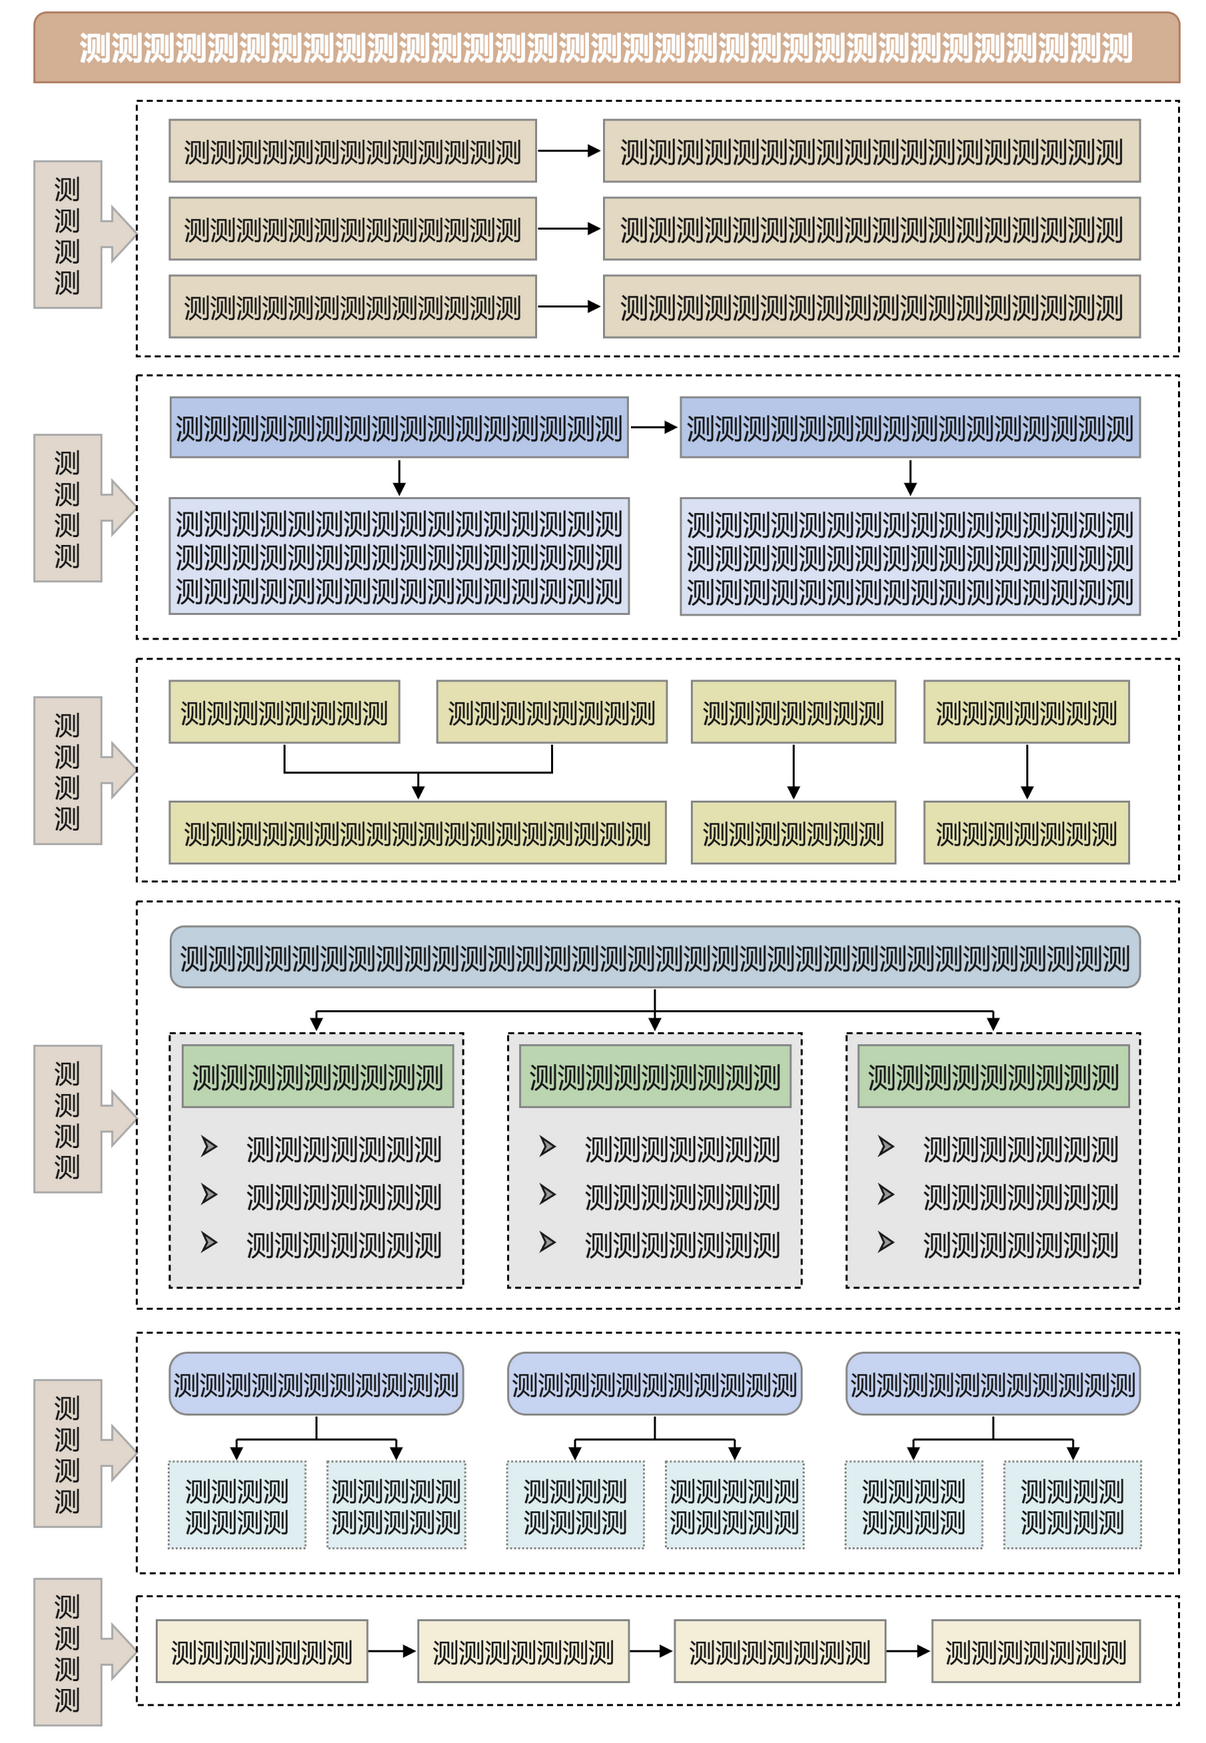 测测测测测测测测测测测测测测测测测测测测测测测测测测测测测测测测测
测测测测
测测测测测测测测测测测测测
测测测测测测测测测测测测测测测测测测
测测测测测测测测测测测测测
测测测测测测测测测测测测测测测测测测
测测测测测测测测测测测测测
测测测测测测测测测测测测测测测测测测
测测测测
测测测测测测测测测测测测测测测测
测测测测测测测测测测测测测测测测
测测测测测测测测测测测测测测测测
测测测测测测测测测测测测测测测测
测测测测测测测测测测测测测测测测
测测测测测测测测测测测测测测测测
测测测测测测测测测测测测测测测测
测测测测测测测测测测测测测测测测
测测测测
测测测测测测测测
测测测测测测测测
测测测测测测测
测测测测测测测
测测测测测测测测测测测测测测测测测测
测测测测测测测
测测测测测测测
测测测测
测测测测测测测测测测测测测测测测测测测测测测测测测测测测测测测测测测
测测测测测测测测测
测测测测测测测
测测测测测测测
测测测测测测测
测测测测测测测测测
测测测测测测测
测测测测测测测
测测测测测测测
测测测测测测测测测
测测测测测测测
测测测测测测测
测测测测测测测
测测测测
测测测测测测测测测测测
测测测测
测测测测
测测测测测
测测测测测
测测测测测测测测测测测
测测测测
测测测测
测测测测测
测测测测测
测测测测测测测测测测测
测测测测
测测测测
测测测测
测测测测
测测测测
测测测测测测测
测测测测测测测
测测测测测测测
测测测测测测测